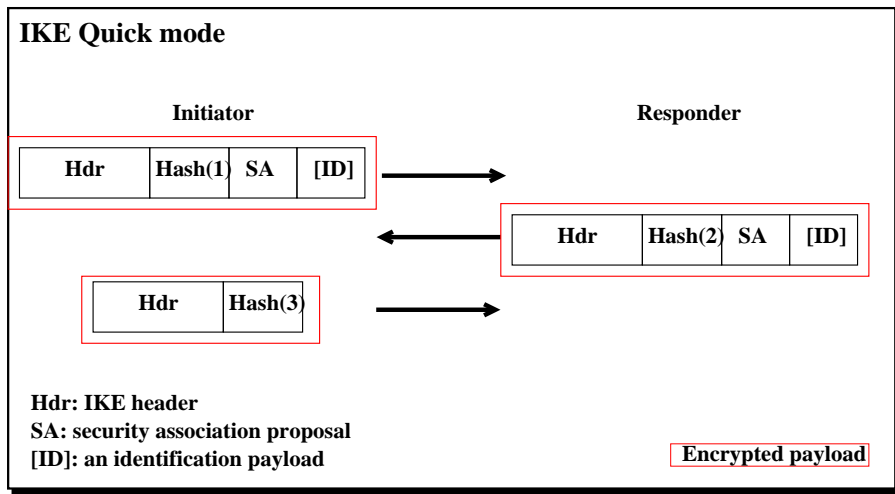 IKE Quick mode
Initiator Responder
Hdr Hash(1) SA [ID]
Hdr Hash(2) SA [ID]
Hdr Hash(3)
Hdr: IKE header
SA: security association proposal
[ID]: an identification payload
Encrypted payload